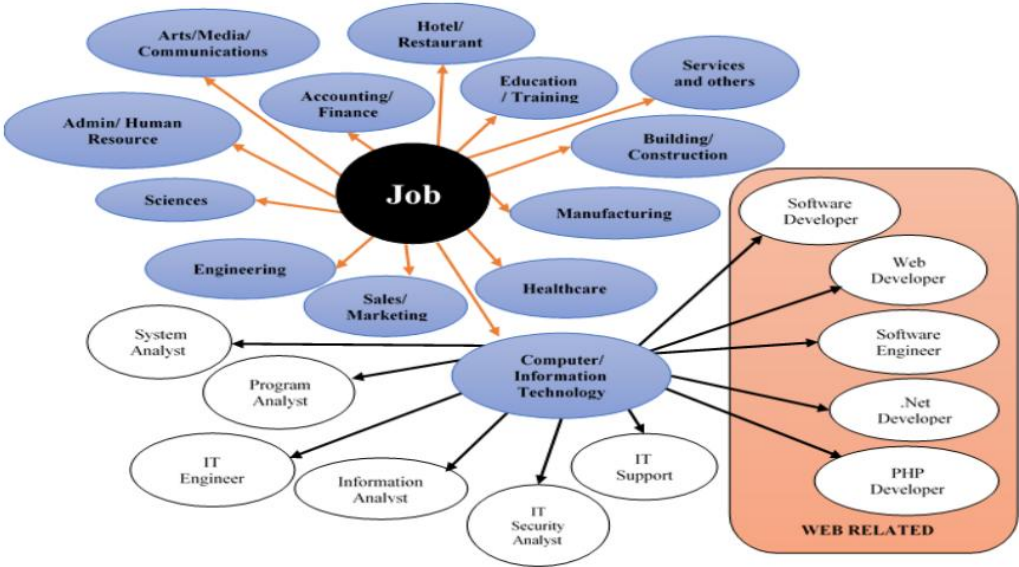 Arts/Media/
Communications
Hotel/
Restaurant
Services
and others
Education
/ Training
Accounting/
Finance
Admin/ Human
Resource
Building/
Construction
Job
Sciences
Manufacturing
Engineering
Sales/
Marketing
Healthcare
Computer/
Information
Technology
System
Analyst
Program
Analyst
IT
Engineer
Information
Analyst
IT
Security
Analyst
IT
Support
Software
Developer
Web
Developer
Software
Engineer
.Net
Developer
PHP
Developer
WEB RELATED